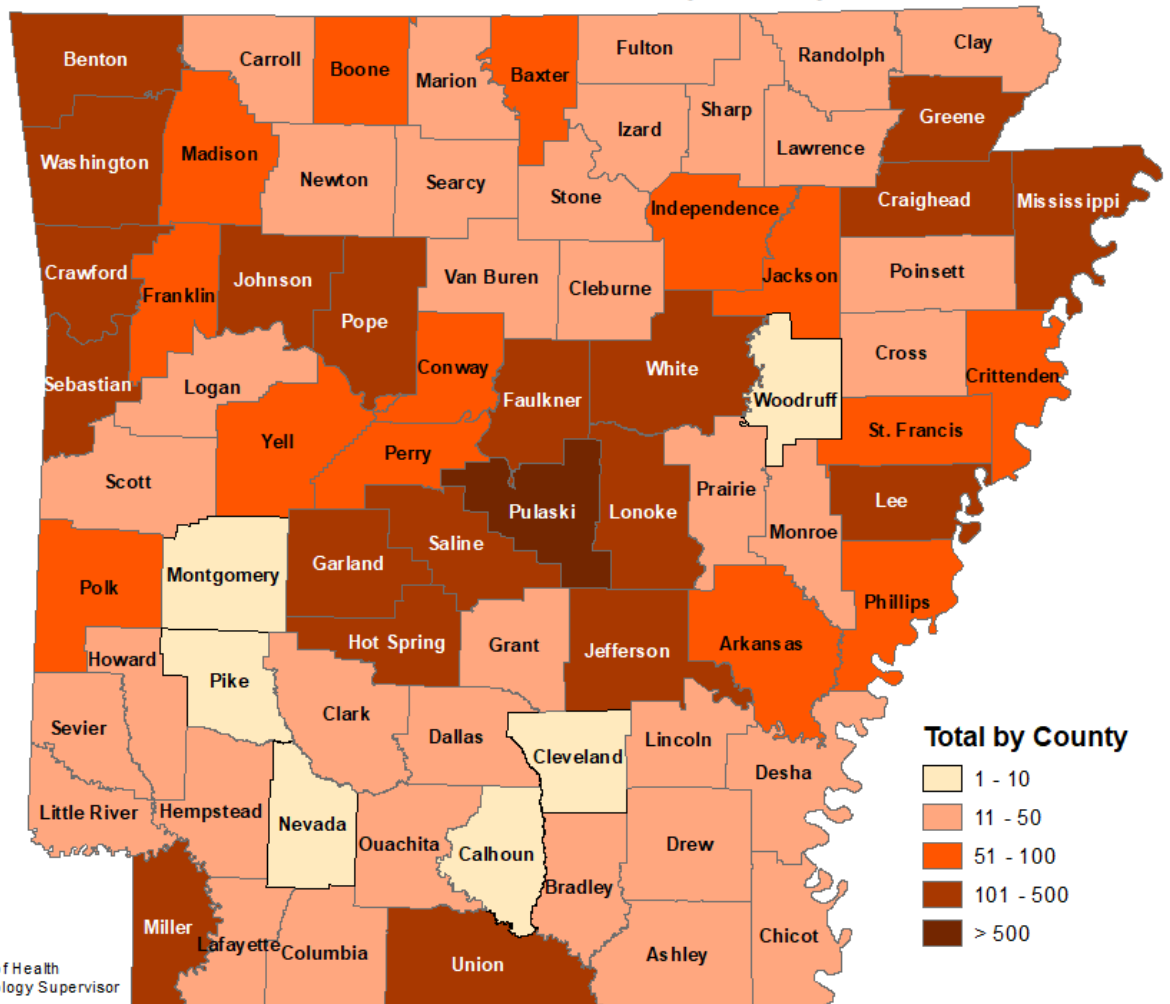 Benton
Carroll
Boone
Marion
Baxter
Fulton
Randolph
Clay
Sharp
Greene
Izard
Lawrence
Washington
Madison
Newton
Searcy
Stone
Independence
Craighead
Mississippi
Crawford
Franklin
Johnson
Pope
Van Buren
Cleburne
Jackson
Poinsett
Sebastian
Logan
Conway
Faulkner
White
Woodruff
Cross
Crittenden
St. Francis
Yell
Perry
Scott
Pulaski
Lonoke
Prairie
Lee
Monroe
Saline
Garland
Montgomery
Polk
Phillips
Hot Spring
Grant
Jefferson
Arkansas
Howard
Pike
Clark
Sevier
Dallas
Cleveland
Lincoln
Desha
Little River
Hempstead
Nevada
Ouachita
Calhoun
Drew
Bradley
Miller
Lafayette
Columbia
Union
Ashley
Chicot
Total by County
1 - 10
11 - 50
51 - 100
101 - 500
> 500
of Health
ology Supervisor